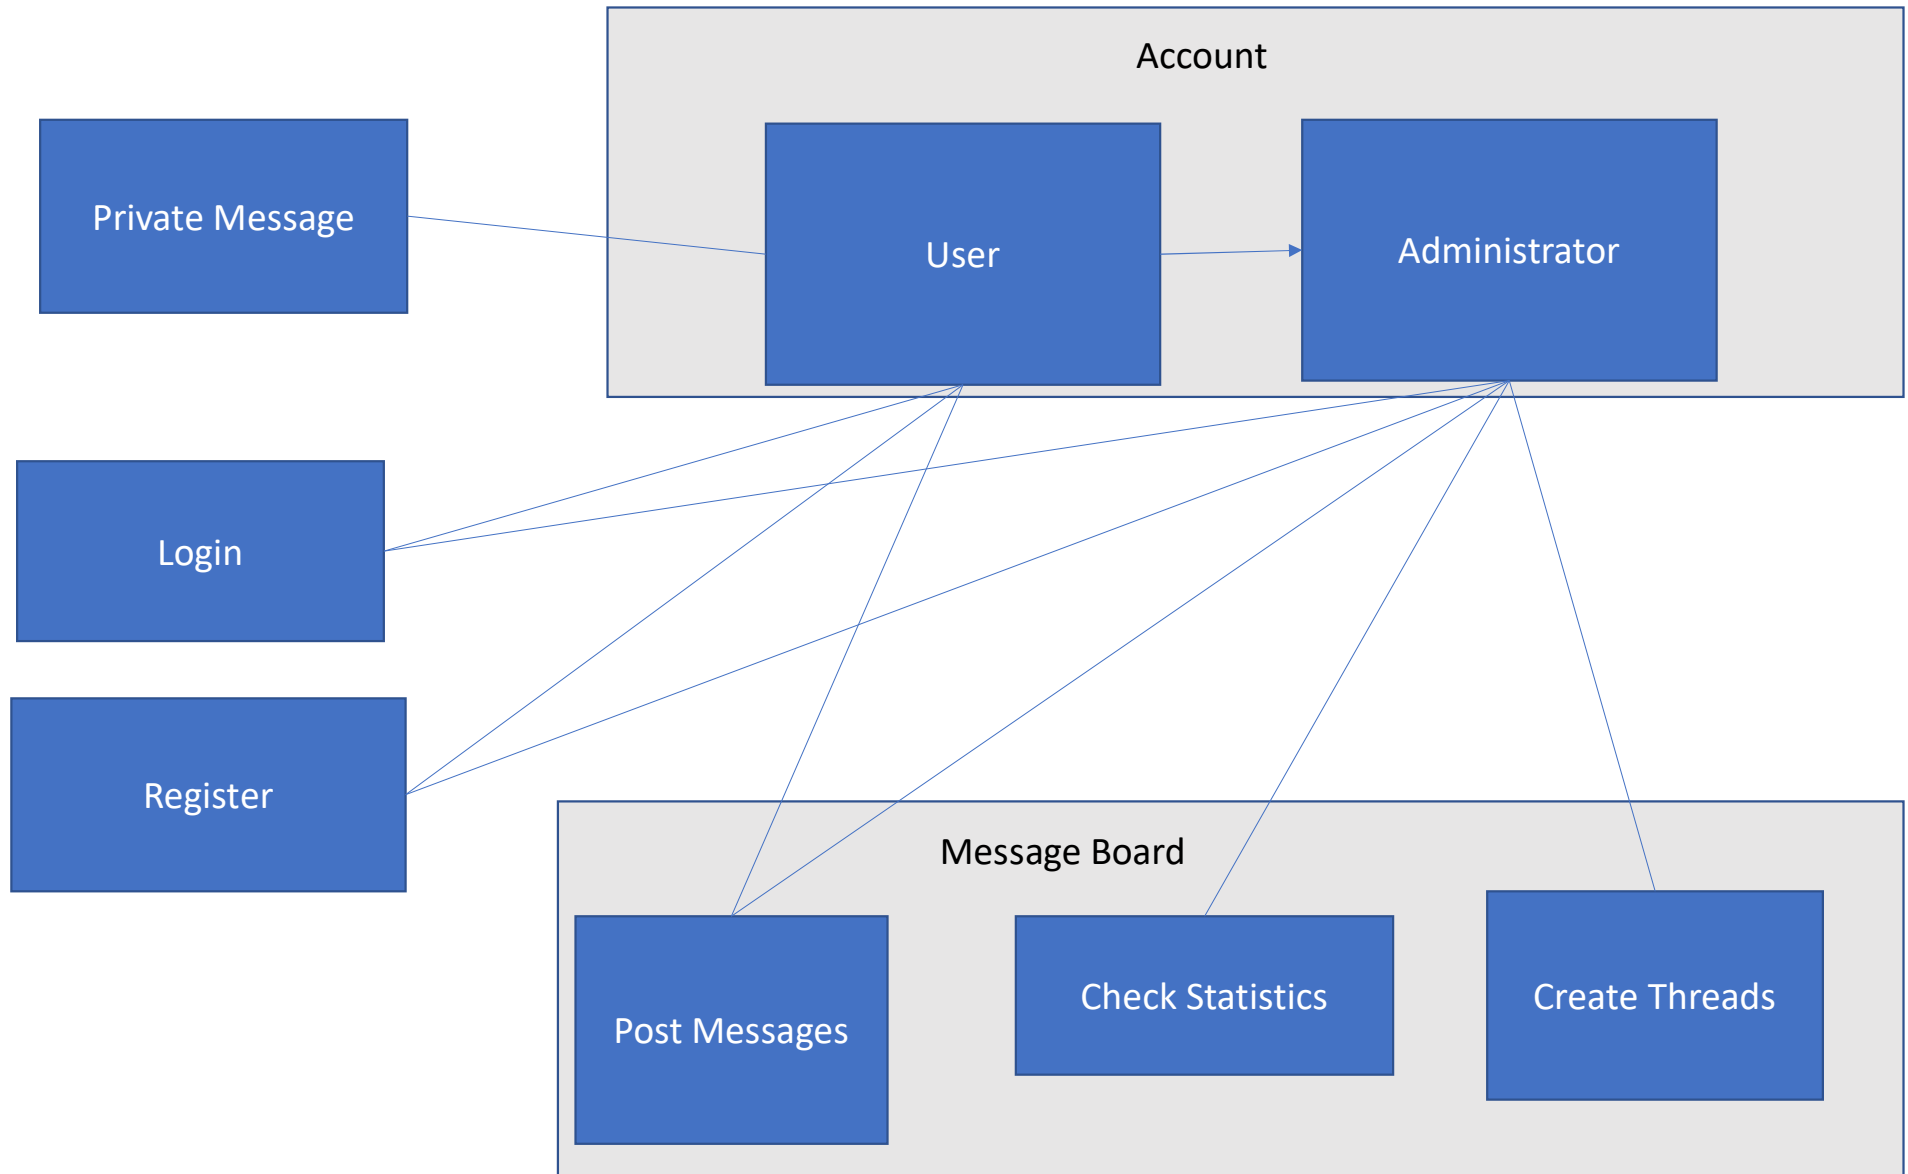 Account
Private Message
User
Administrator
Login
Register
Message Board
Post Messages
Check Statistics
Create Threads